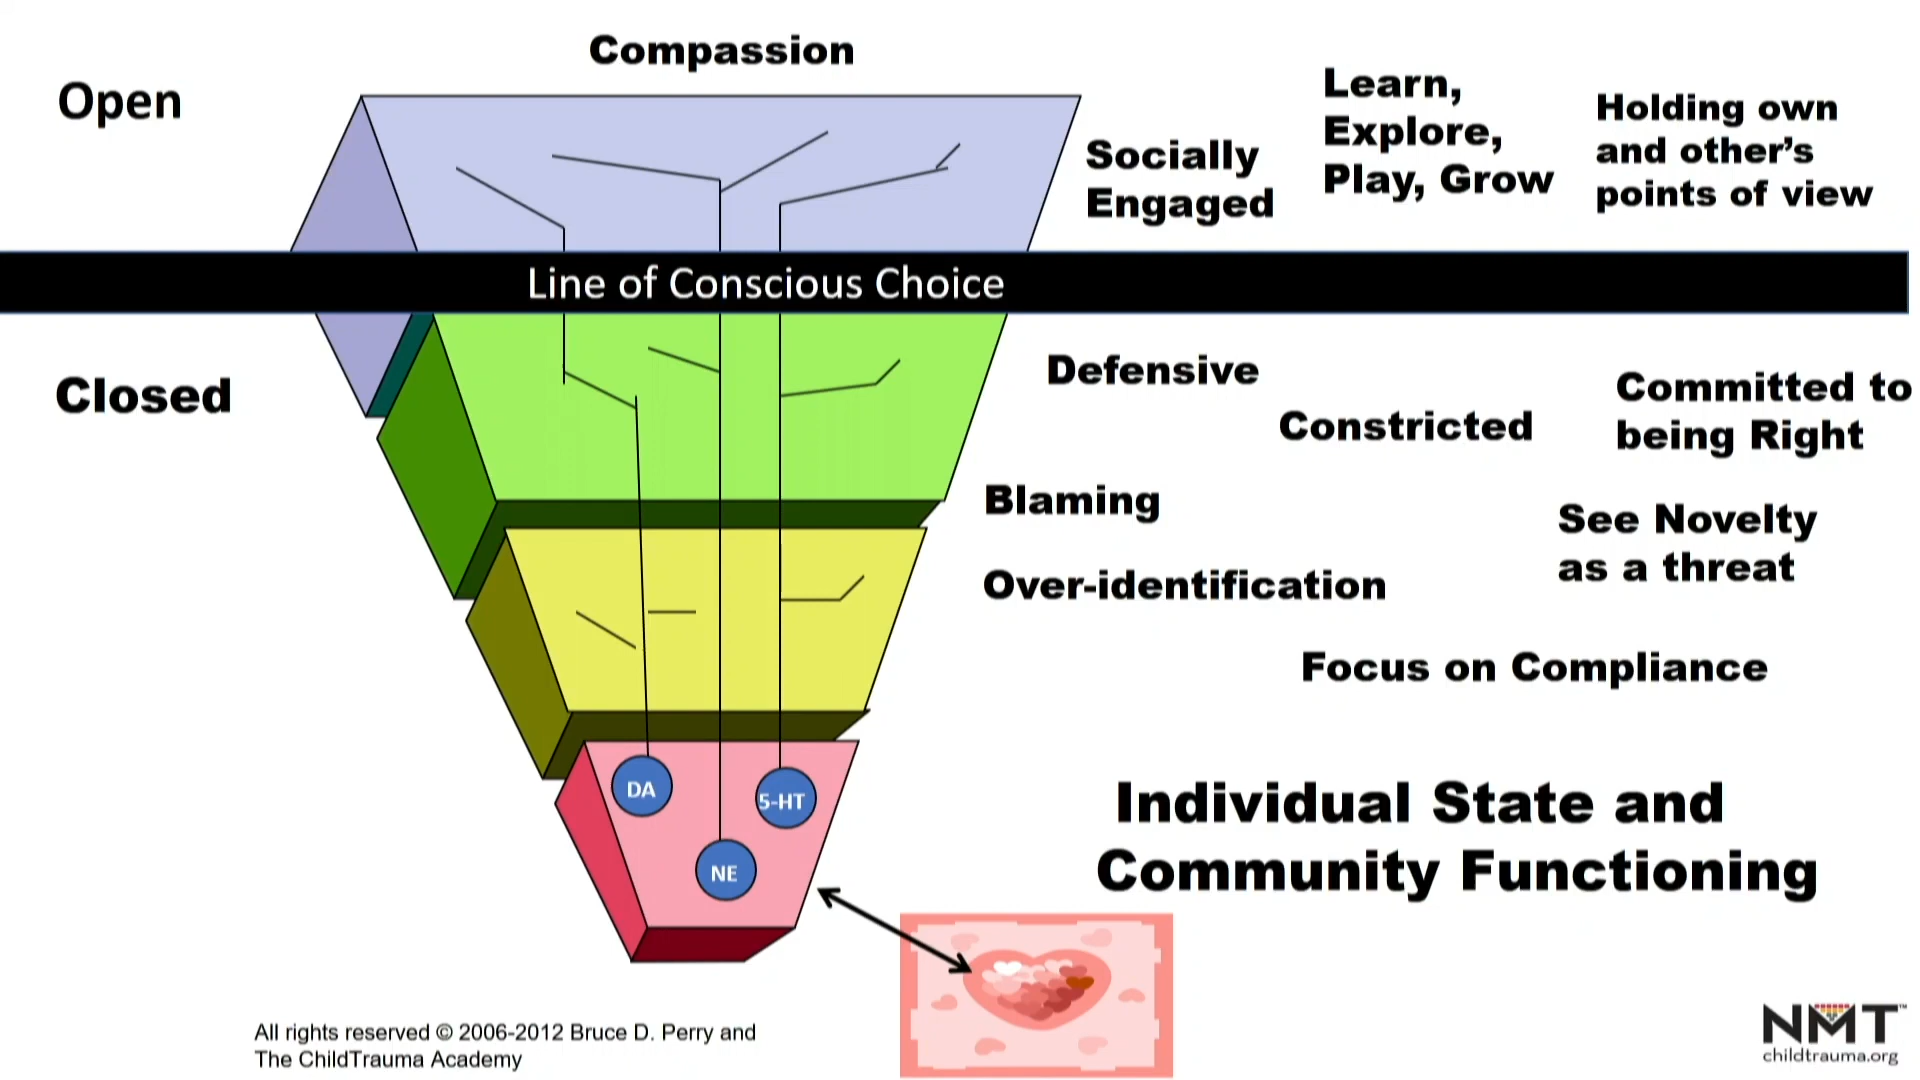 Compassion
Open
Socially
Engaged
Learn,
Explore,
Play, Grow
Holding own
and other’s
points of view
Line of Conscious Choice
Closed
Defensive
Constricted
Committed to
being Right
Blaming
See Novelty
as a threat
Over-identification
Focus on Compliance
DA
5-HT
NE
Individual State and
Community Functioning
All rights reserved © 2006-2012 Bruce D. Perry and
The ChildTrauma Academy
NMT™
childtrauma.org